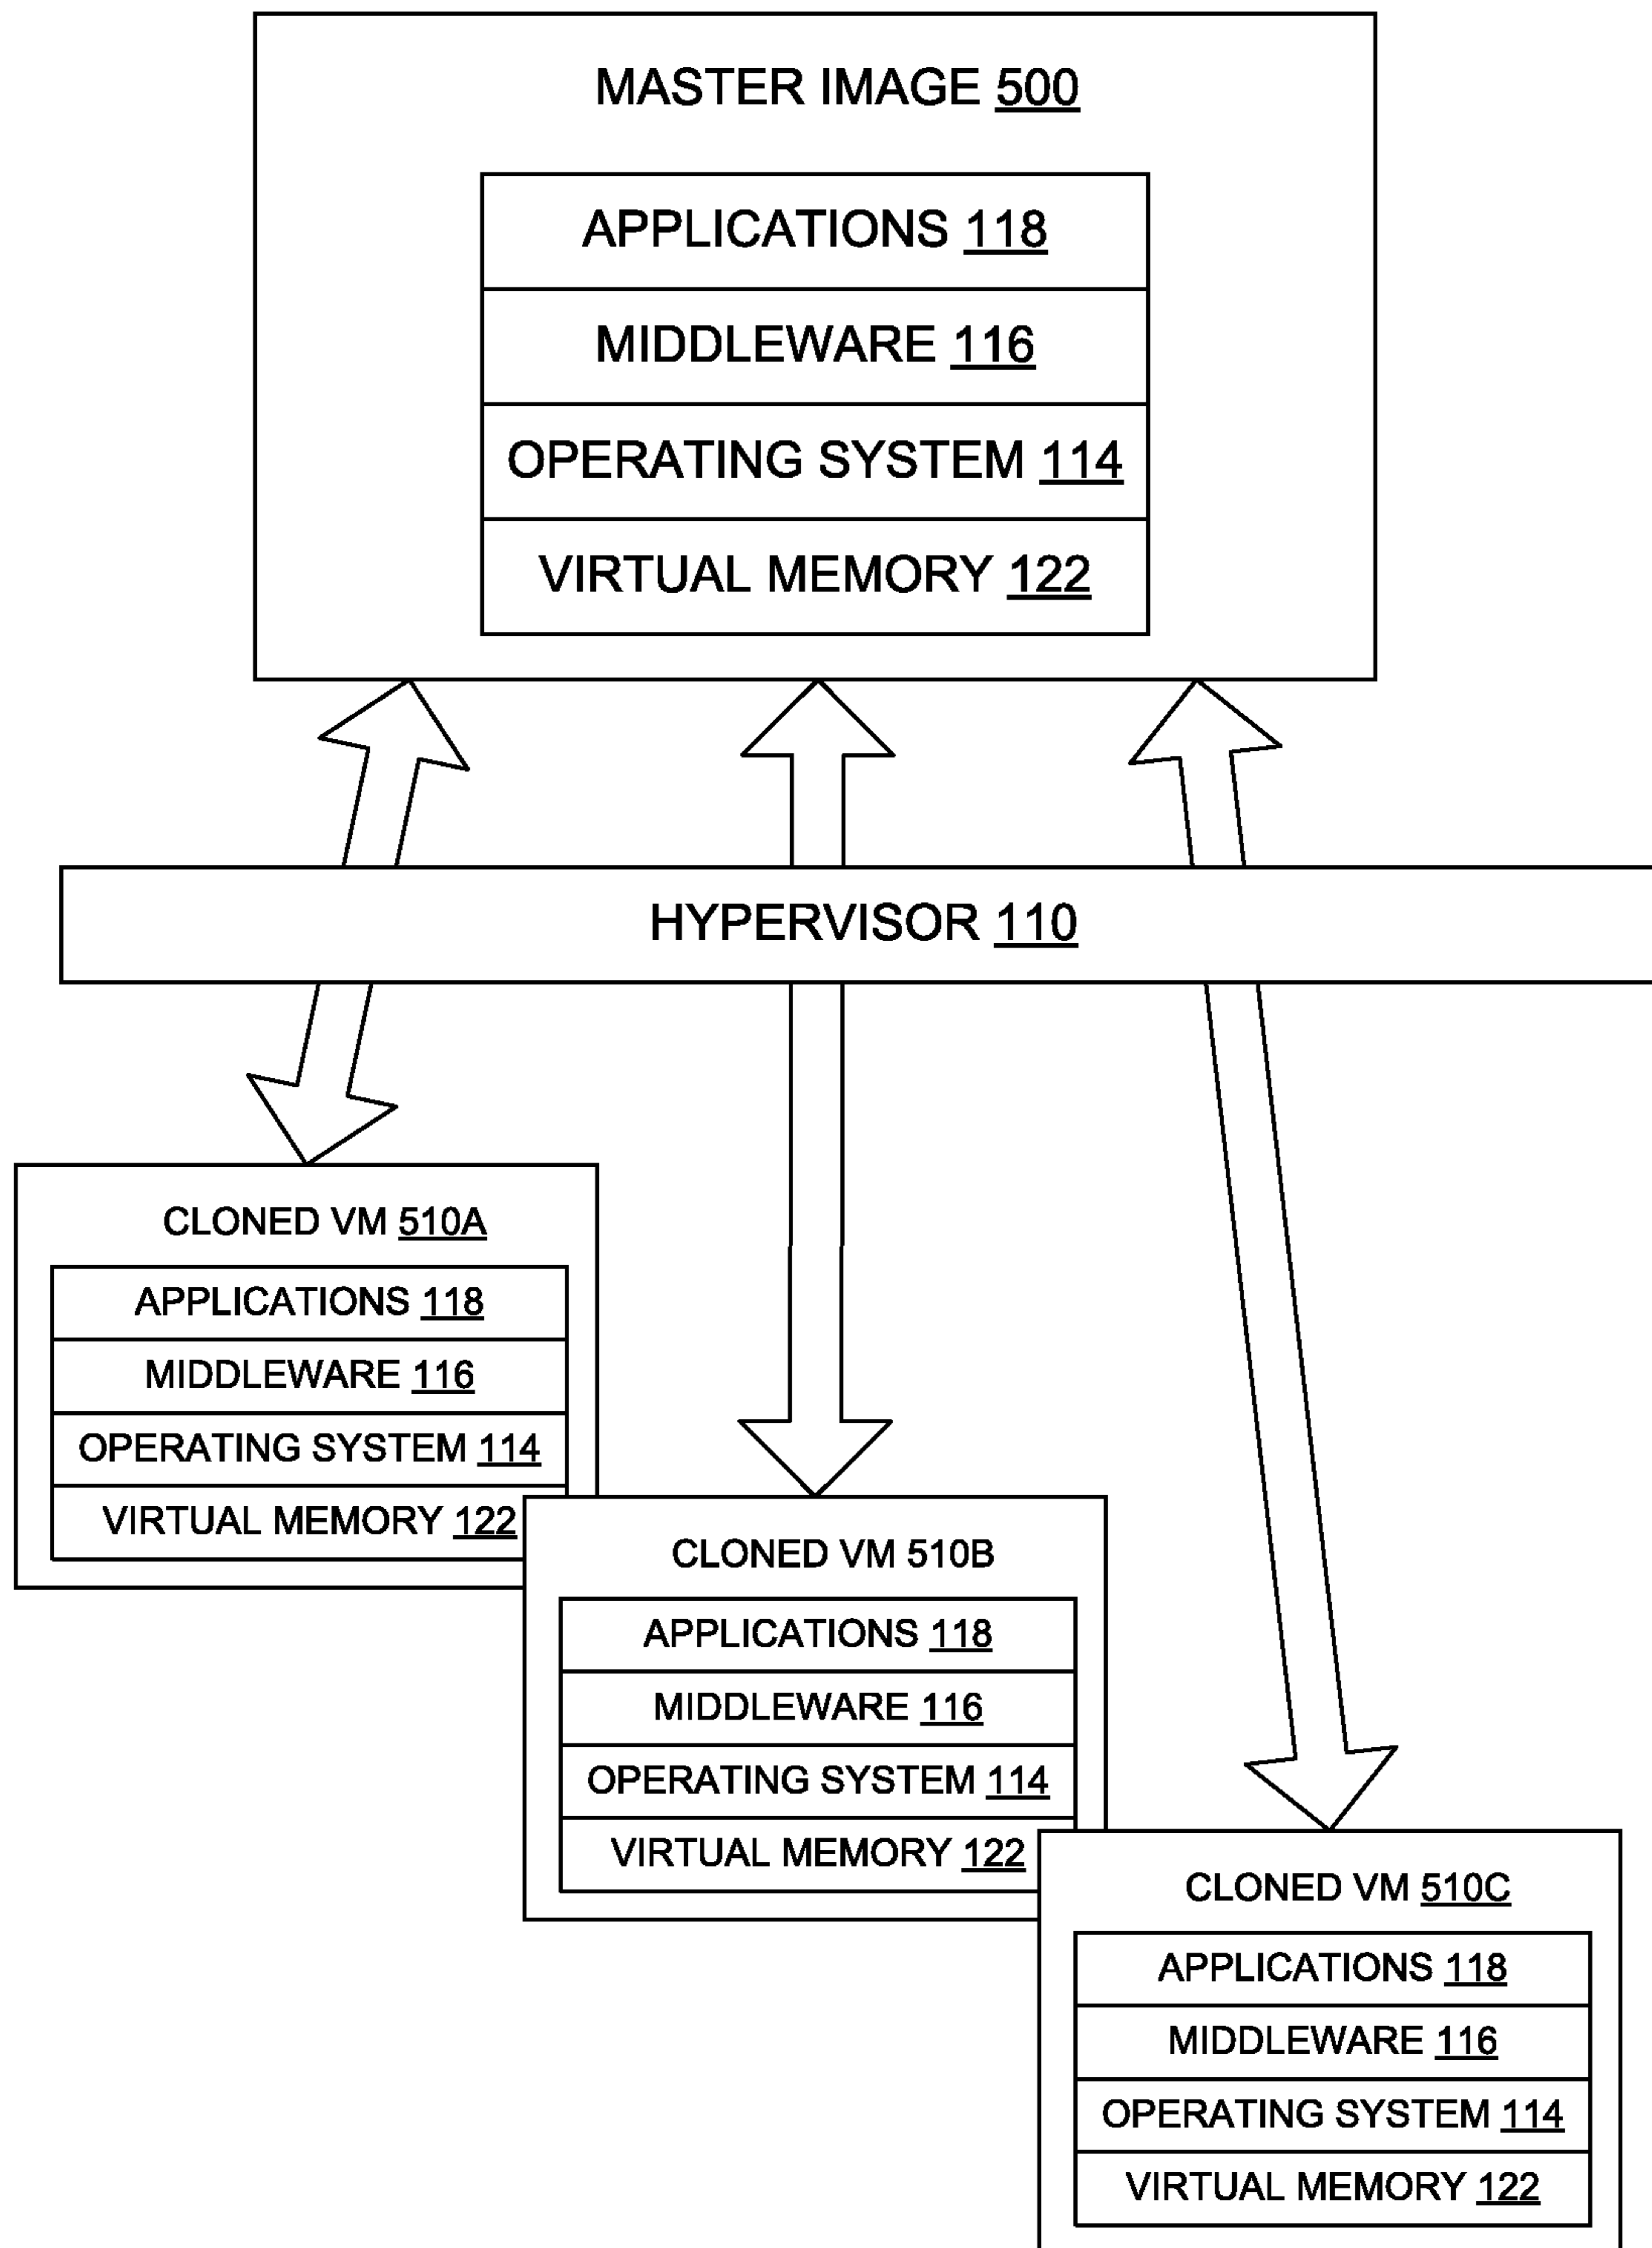 MASTER IMAGE 500
APPLICATIONS 118
MIDDLEWARE 116
OPERATING SYSTEM 114
VIRTUAL MEMORY 122
HYPERVISOR 110
CLONED VM 510A
APPLICATIONS 118
MIDDLEWARE 116
OPERATING SYSTEM 114
VIRTUAL MEMORY 122
CLONED VM 510B
APPLICATIONS 118
MIDDLEWARE 116
OPERATING SYSTEM 114
VIRTUAL MEMORY 122
CLONED VM 510C
APPLICATIONS 118
MIDDLEWARE 116
OPERATING SYSTEM 114
VIRTUAL MEMORY 122